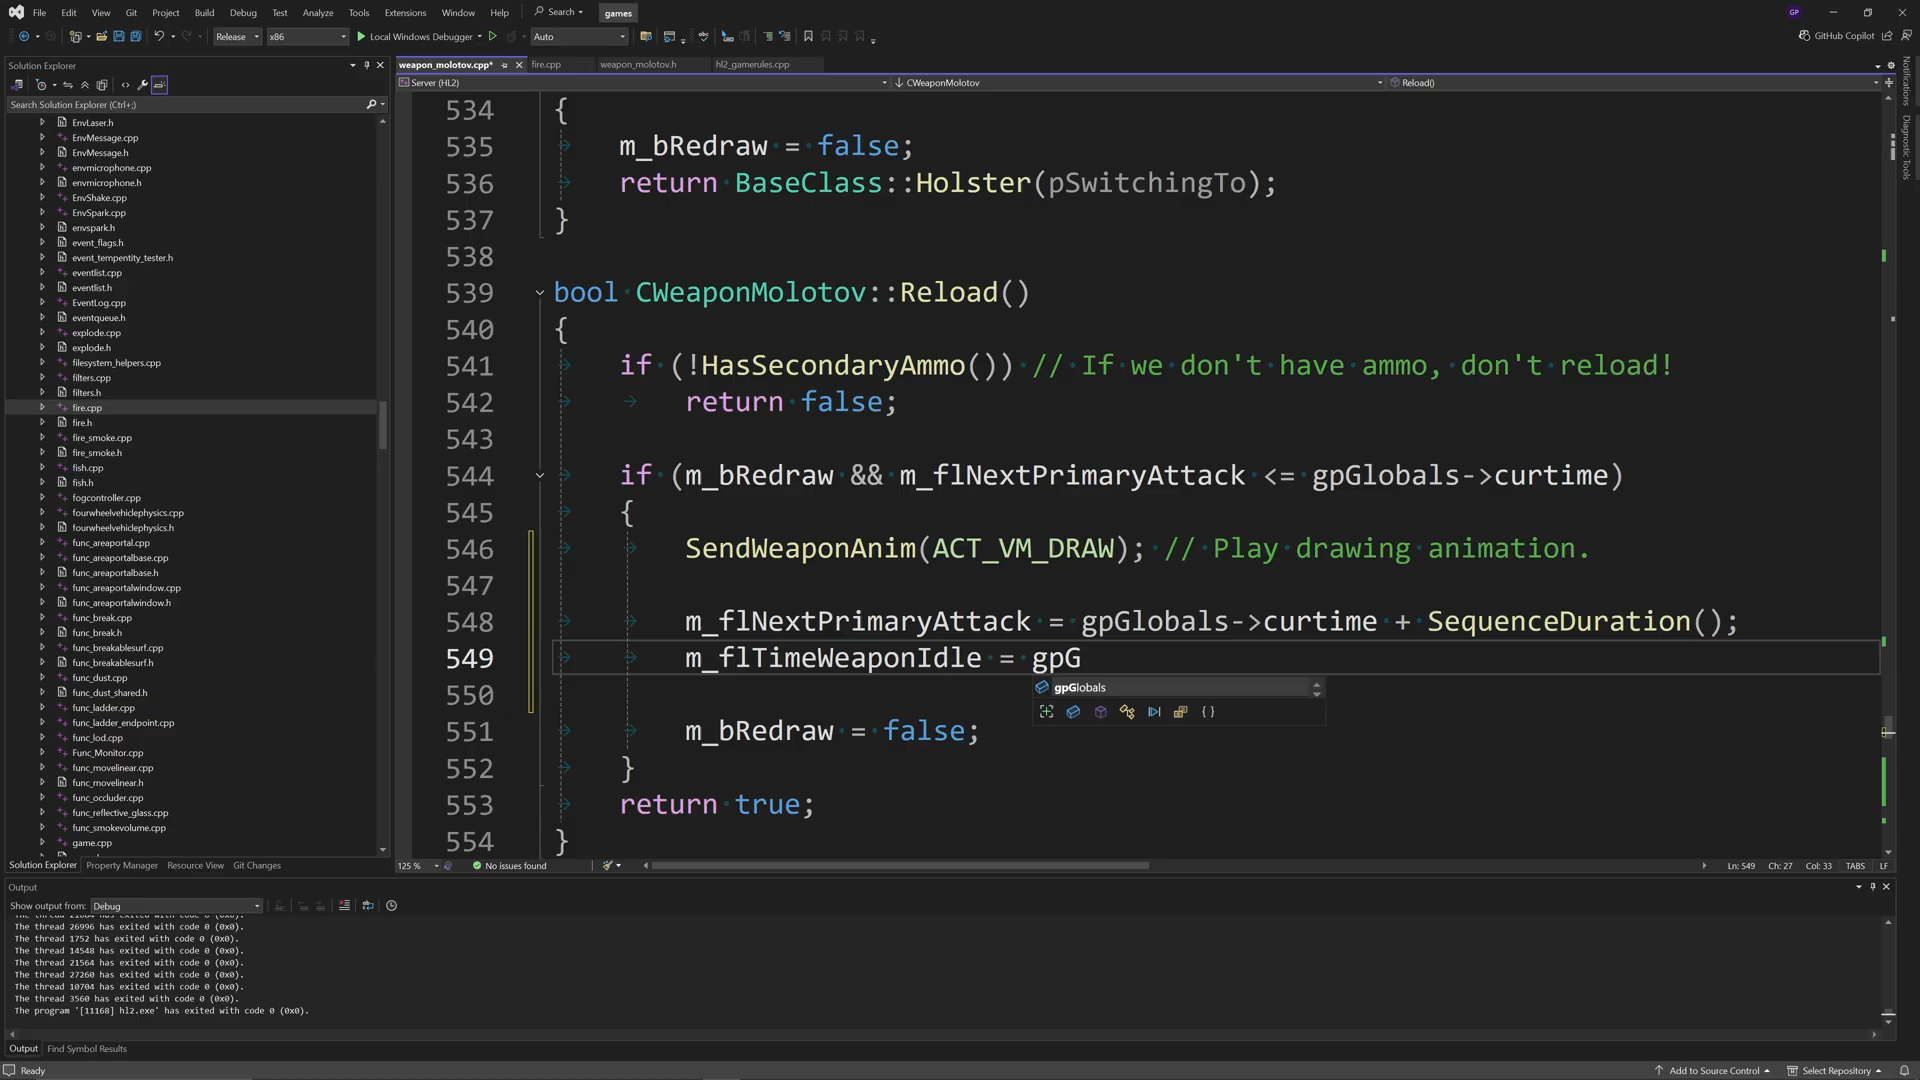 File Edit View Git Project Build Debug Test Analyze Tools Extensions Window Help Search games GP
Release x86 Local Windows Debugger Auto GitHub Copilot
Solution Explorer
Search Solution Explorer (Ctrl+;)
EnvLaser.h
EnvMessage.cpp
EnvMessage.h
envmicrophone.cpp
envmicrophone.h
EnvShake.cpp
EnvSpark.cpp
envspark.h
event_flags.h
event_tempentity_tester.h
eventlist.cpp
eventlist.h
EventLog.cpp
eventqueue.h
explode.cpp
explode.h
filesystem_helpers.cpp
filters.cpp
filters.h
fire.cpp
fire.h
fire_smoke.cpp
fire_smoke.h
fish.cpp
fish.h
fogcontroller.cpp
fourwheelvehiclephysics.cpp
fourwheelvehiclephysics.h
func_areaportal.cpp
func_areaportalbase.cpp
func_areaportalbase.h
func_areaportalwindow.cpp
func_areaportalwindow.h
func_break.cpp
func_break.h
func_breakablesurf.cpp
func_breakablesurf.h
func_dust.cpp
func_dust_shared.h
func_ladder.cpp
func_ladder_endpoint.cpp
func_lod.cpp
Func_Monitor.cpp
func_movelinear.cpp
func_movelinear.h
func_occluder.cpp
func_reflective_glass.cpp
func_smokevolume.cpp
game.cpp
Solution Explorer Property Manager Resource View Git Changes
weapon_molotov.cpp* fire.cpp weapon_molotov.h hl2_gamerules.cpp
Server (HL2) CWeaponMolotov Reload()
534 {
535 m_bRedraw = false;
536 return BaseClass::Holster(pSwitchingTo);
537 }
538
539 bool CWeaponMolotov::Reload()
540 {
541 if (!HasSecondaryAmmo()) // If we don't have ammo, don't reload!
542 return false;
543
544 if (m_bRedraw && m_flNextPrimaryAttack <= gpGlobals->curtime)
545 {
546 SendWeaponAnim(ACT_VM_DRAW); // Play drawing animation.
547
548 m_flNextPrimaryAttack = gpGlobals->curtime + SequenceDuration();
549 m_flTimeWeaponIdle = gpG
gpGlobals
550
551 m_bRedraw = false;
552 }
553 return true;
554 }
125 % No issues found Ln: 549 Ch: 27 Col: 33 TABS LF
Notifications
Diagnostic Tools
Output
Show output from: Debug
The thread 21884 has exited with code 0 (0x0).
The thread 26996 has exited with code 0 (0x0).
The thread 1752 has exited with code 0 (0x0).
The thread 14548 has exited with code 0 (0x0).
The thread 21564 has exited with code 0 (0x0).
The thread 27260 has exited with code 0 (0x0).
The thread 10704 has exited with code 0 (0x0).
The thread 3560 has exited with code 0 (0x0).
The program '[11168] hl2.exe' has exited with code 0 (0x0).
Output Find Symbol Results
Ready Add to Source Control Select Repository